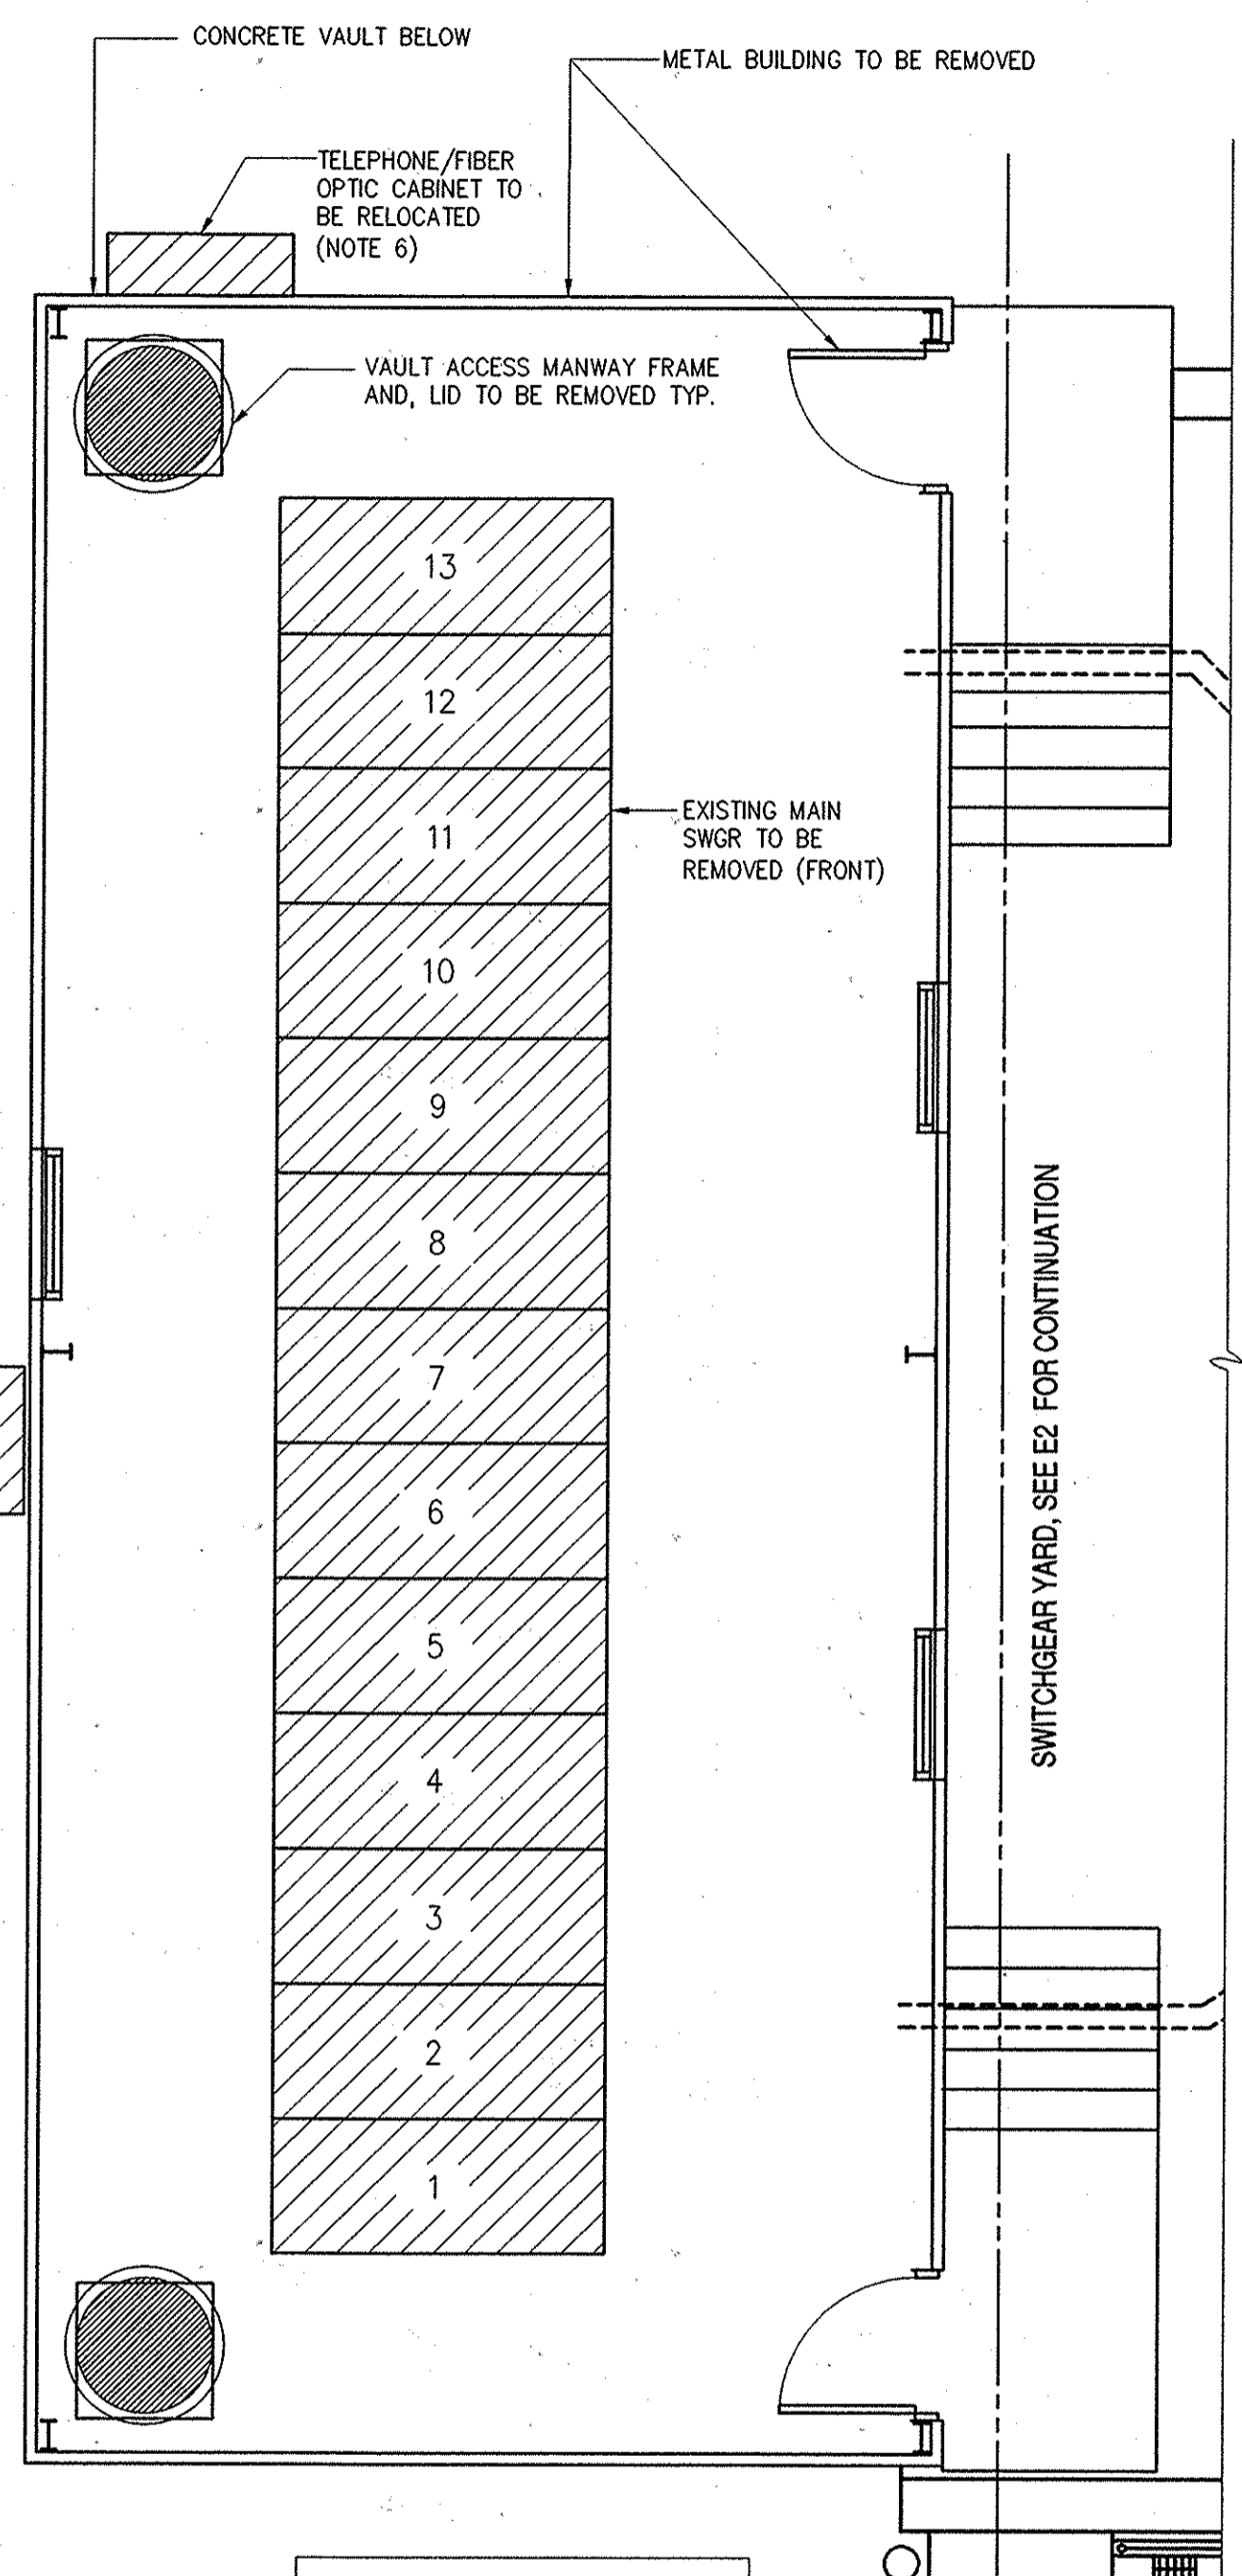 CONCRETE VAULT BELOW
METAL BUILDING TO BE REMOVED
TELEPHONE/FIBER
OPTIC CABINET TO
BE RELOCATED
(NOTE 6)
VAULT ACCESS MANWAY FRAME
AND, LID TO BE REMOVED TYP.
13
12
11
EXISTING MAIN
SWGR TO BE
REMOVED (FRONT)
10
9
8
7
6
5
4
3
2
1
SWITCHGEAR YARD, SEE E2 FOR CONTINUATION